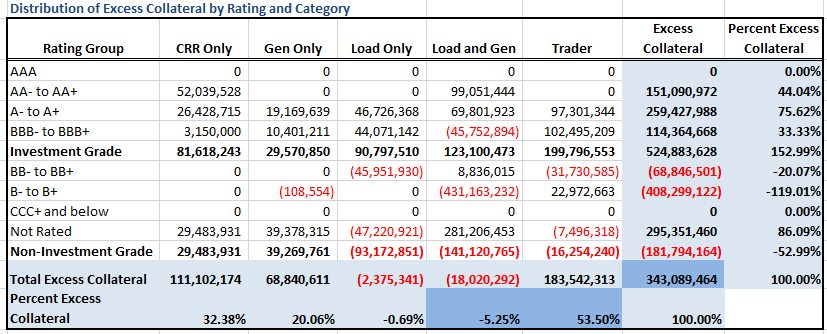 Distribution of Excess Collateral by Rating and Category
Excess Percent Excess
Rating Group CRR Only Gen Only Load Only Load and Gen Trader Collateral Collateral
AAA 0 0 0 0 0 0 0.00%
AA- to AA+ 52,039,528 0 0 99,051,444 0 151,090,972 44.04%
A- to A+ 26,428,715 19,169,639 46,726,368 69,801,923 97,301,344 259,427,988 75.62%
BBB- to BBB+ 3,150,000 10,401,211 44,071,142 (45,752,894) 102,495,209 114,364,668 33.33%
Investment Grade 81,618,243 29,570,850 90,797,510 123,100,473 199,796,553 524,883,628 152.99%
BB- to BB+ 0 0 (45,951,930) 8,836,015 (31,730,585) (68,846,501) -20.07%
B- to B+ 0 (108,554) 0 (431,163,232) 22,972,663 (408,299,122) -119.01%
CCC+ and below 0 0 0 0 0 0 0.00%
Not Rated 29,483,931 39,378,315 (47,220,921) 281,206,453 (7,496,318) 295,351,460 86.09%
Non-Investment Grade 29,483,931 39,269,761 (93,172,851) (141,120,765) (16,254,240) (181,794,164) -52.99%
Total Excess Collateral 111,102,174 68,840,611 (2,375,341) (18,020,292) 183,542,313 343,089,464 100.00%
Percent Excess
Collateral 32.38% 20.06% -0.69% -5.25% 53.50% 100.00%